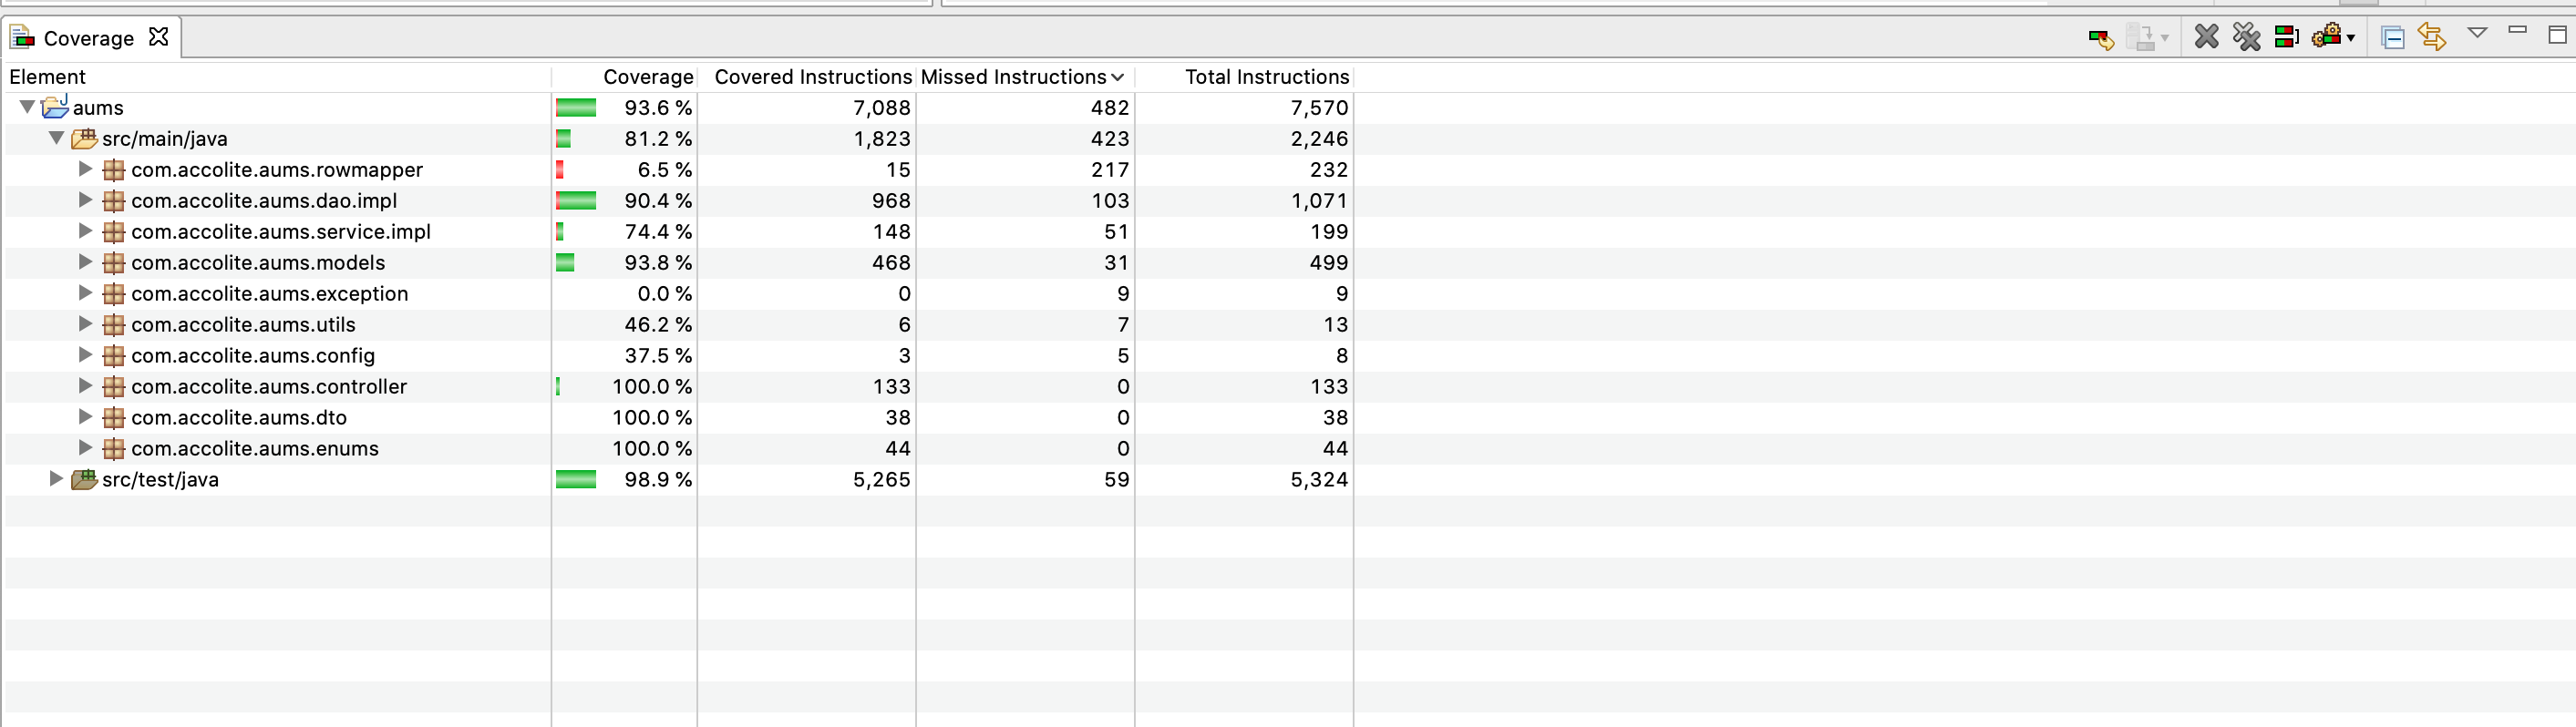 Coverage
Element Coverage Covered Instructions Missed Instructions Total Instructions
aums 93.6 % 7,088 482 7,570
src/main/java 81.2 % 1,823 423 2,246
com.accolite.aums.rowmapper 6.5 % 15 217 232
com.accolite.aums.dao.impl 90.4 % 968 103 1,071
com.accolite.aums.service.impl 74.4 % 148 51 199
com.accolite.aums.models 93.8 % 468 31 499
com.accolite.aums.exception 0.0 % 0 9 9
com.accolite.aums.utils 46.2 % 6 7 13
com.accolite.aums.config 37.5 % 3 5 8
com.accolite.aums.controller 100.0 % 133 0 133
com.accolite.aums.dto 100.0 % 38 0 38
com.accolite.aums.enums 100.0 % 44 0 44
src/test/java 98.9 % 5,265 59 5,324